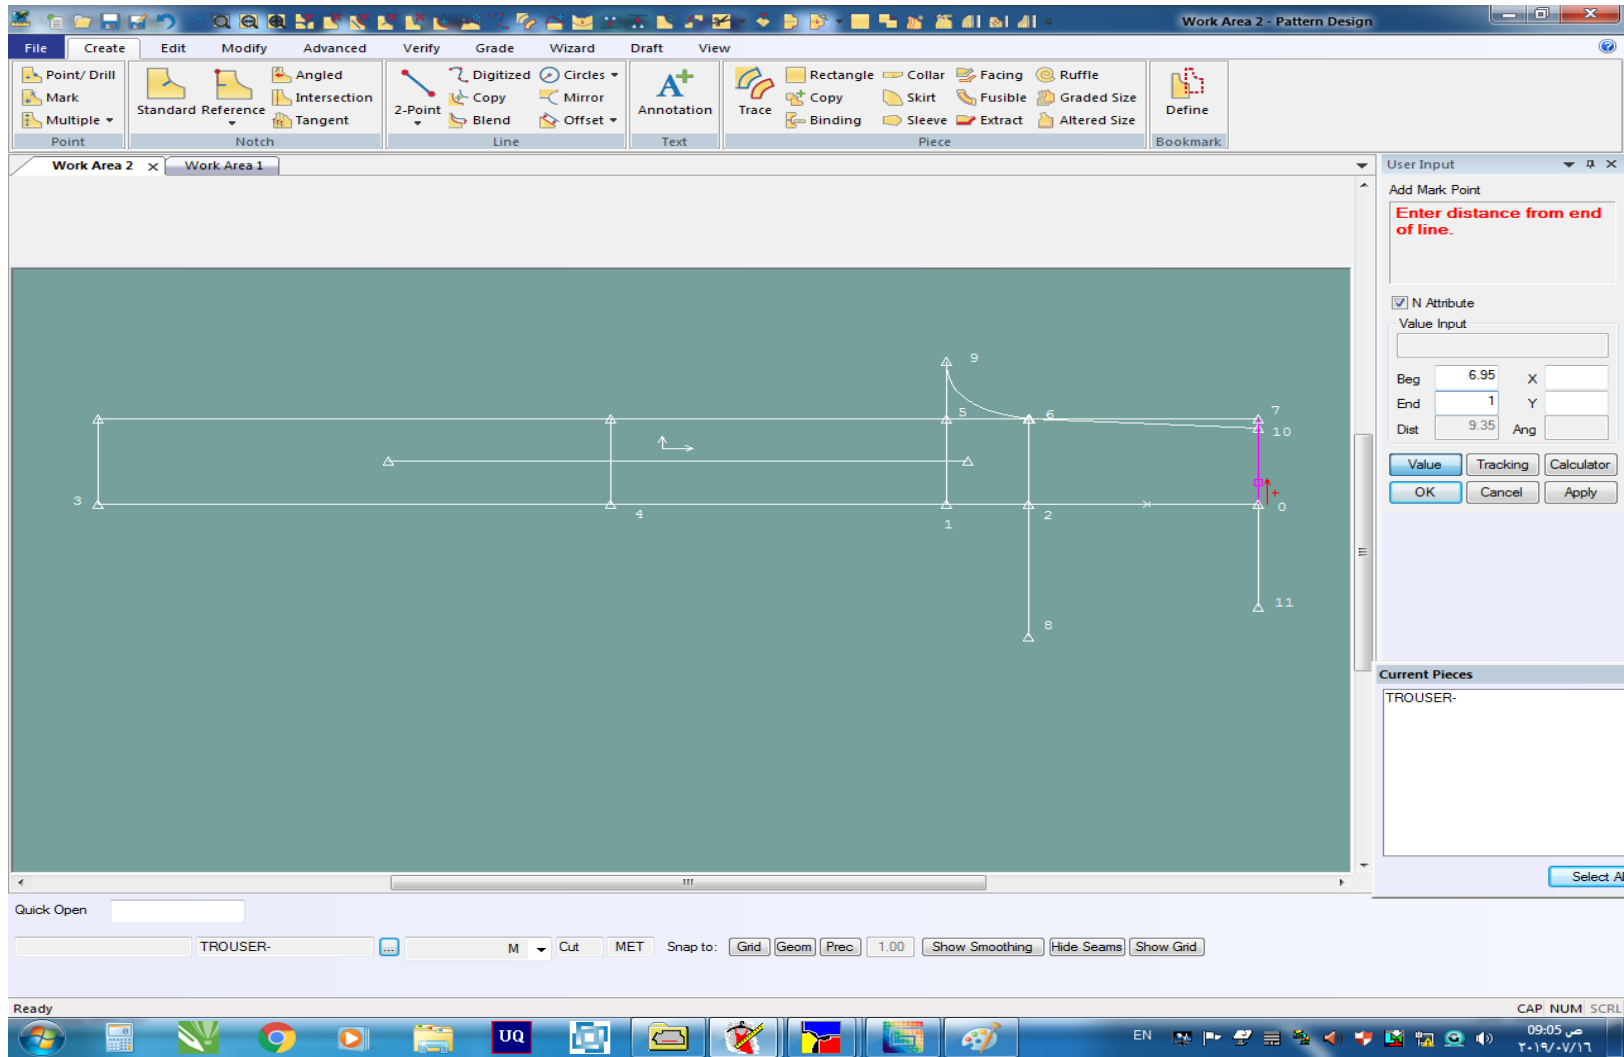 Work Area 2 - Pattern Design
File Create Edit Modify Advanced Verify Grade Wizard Draft View
Point/ Drill
Mark
Multiple
Point
Standard Reference
Angled
Intersection
Tangent
Notch
2-Point
Digitized Circles
Copy Mirror
Blend Offset
Line
Annotation
Text
Trace
Rectangle Collar Facing Ruffle
Copy Skirt Fusible Graded Size
Binding Sleeve Extract Altered Size
Piece
Define
Bookmark
Work Area 2 Work Area 1
9
5 6 7
10
3 4 1 2 0
11
8
User Input
Add Mark Point
Enter distance from end
of line.
N Attribute
Value Input
Beg 6.95 X
End 1 Y
Dist 9.35 Ang
Value Tracking Calculator
OK Cancel Apply
Current Pieces
TROUSER-
Select Al
Quick Open
TROUSER- ... M Cut MET Snap to: Grid Geom Prec 1.00 Show Smoothing Hide Seams Show Grid
Ready
CAP NUM SCRL
UQ
EN
09:05 ص
٢٠١٩/٠٧/١٦